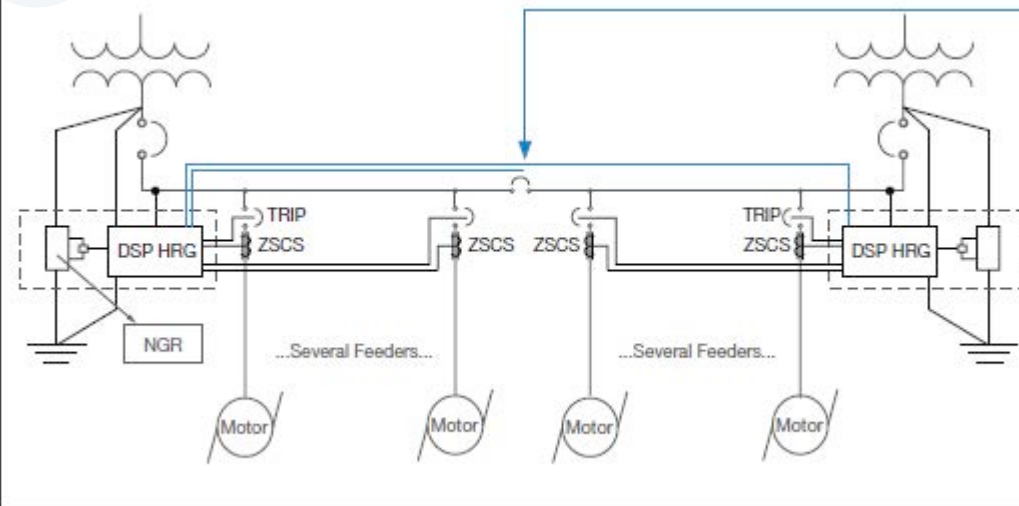 TRIP
TRIP
ZSCS
ZSCS
ZSCS
ZSCS
DSP HRG
DSP HRG
NGR
...Several Feeders...
...Several Feeders...
Motor
Motor
Motor
Motor